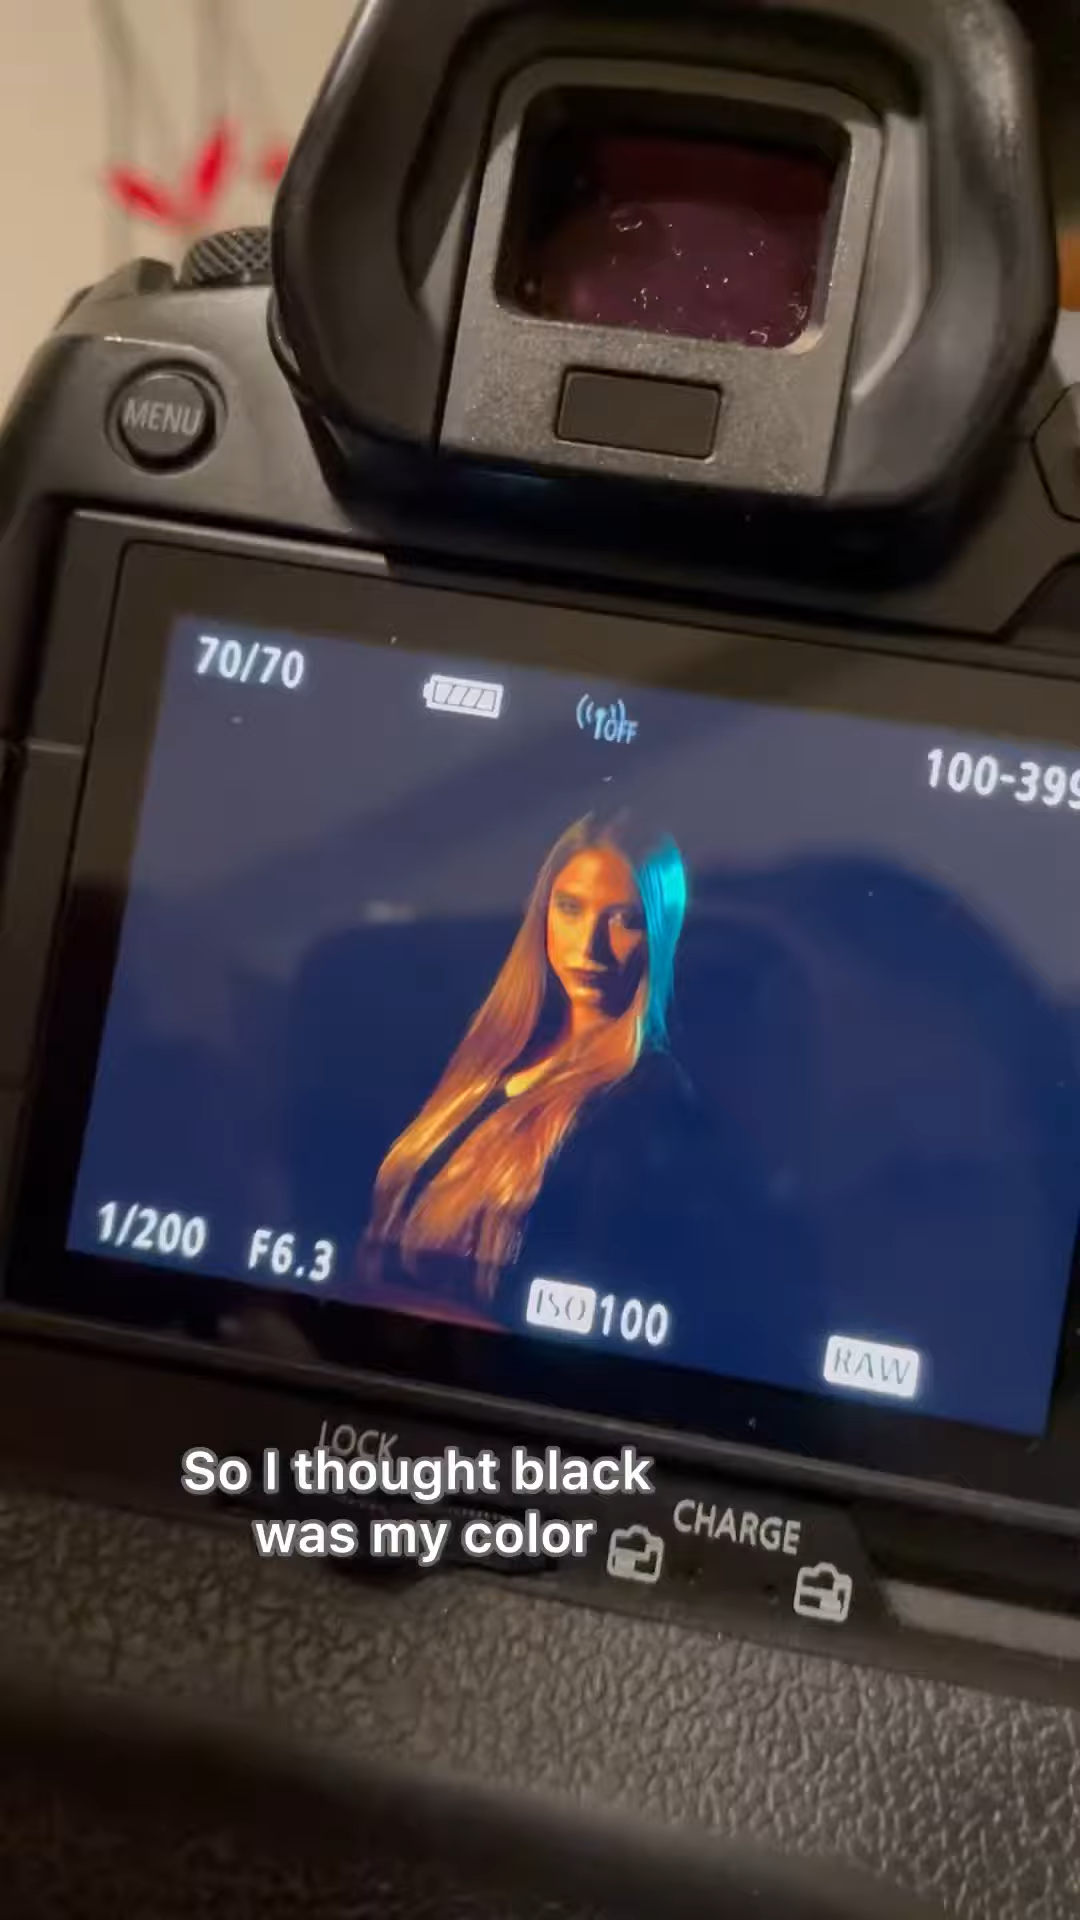 MENU
70/70
OFF
100-399
1/200 F6.3 ISO 100 RAW
LOCK
So I thought black
was my color
CHARGE